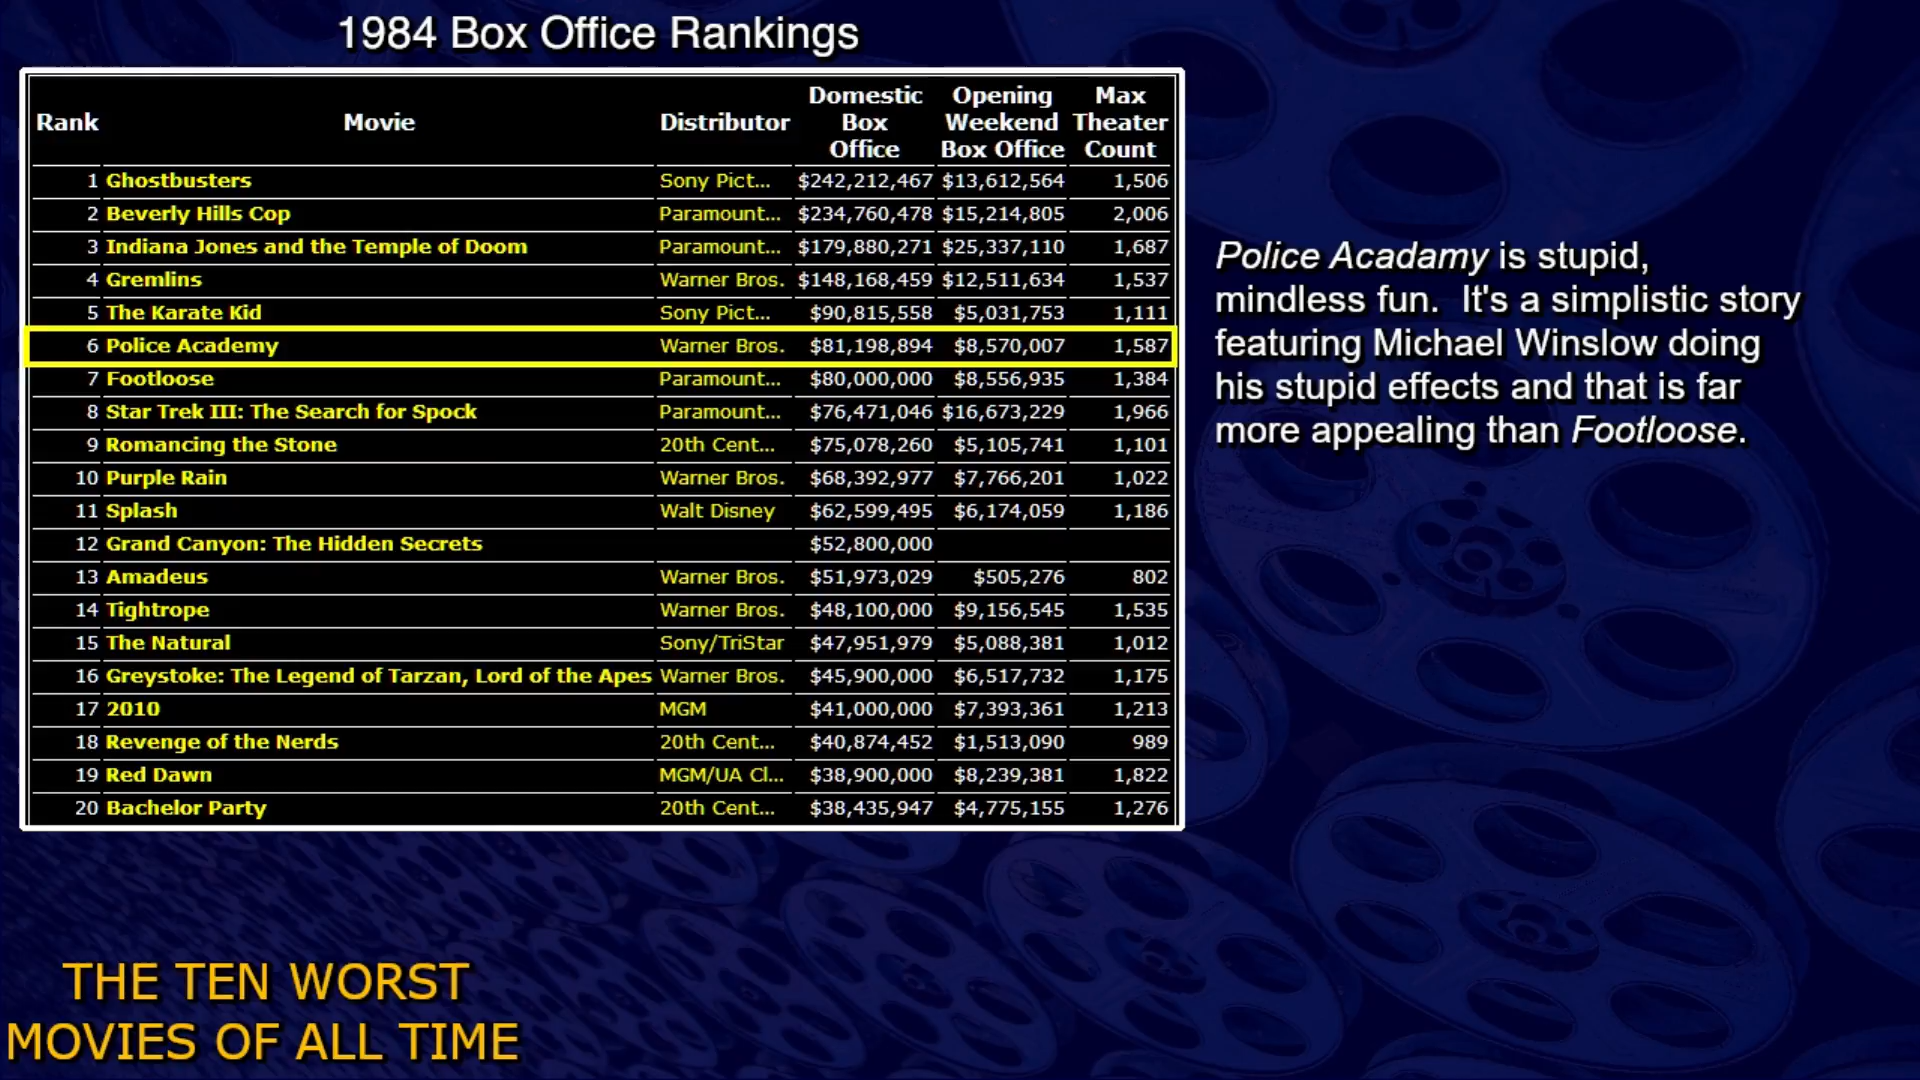 1984 Box Office Rankings
Rank Movie Distributor Domestic Box Office Opening Weekend Box Office Max Theater Count
1 Ghostbusters Sony Pict... $242,212,467 $13,612,564 1,506
2 Beverly Hills Cop Paramount... $234,760,478 $15,214,805 2,006
3 Indiana Jones and the Temple of Doom Paramount... $179,880,271 $25,337,110 1,687
4 Gremlins Warner Bros. $148,168,459 $12,511,634 1,537
5 The Karate Kid Sony Pict... $90,815,558 $5,031,753 1,111
6 Police Academy Warner Bros. $81,198,894 $8,570,007 1,587
7 Footloose Paramount... $80,000,000 $8,556,935 1,384
8 Star Trek III: The Search for Spock Paramount... $76,471,046 $16,673,229 1,966
9 Romancing the Stone 20th Cent... $75,078,260 $5,105,741 1,101
10 Purple Rain Warner Bros. $68,392,977 $7,766,201 1,022
11 Splash Walt Disney $62,599,495 $6,174,059 1,186
12 Grand Canyon: The Hidden Secrets $52,800,000
13 Amadeus Warner Bros. $51,973,029 $505,276 802
14 Tightrope Warner Bros. $48,100,000 $9,156,545 1,535
15 The Natural Sony/TriStar $47,951,979 $5,088,381 1,012
16 Greystoke: The Legend of Tarzan, Lord of the Apes Warner Bros. $45,900,000 $6,517,732 1,175
17 2010 MGM $41,000,000 $7,393,361 1,213
18 Revenge of the Nerds 20th Cent... $40,874,452 $1,513,090 989
19 Red Dawn MGM/UA Cl... $38,900,000 $8,239,381 1,822
20 Bachelor Party 20th Cent... $38,435,947 $4,775,155 1,276
Police Acadamy is stupid,
mindless fun.  It's a simplistic story
featuring Michael Winslow doing
his stupid effects and that is far
more appealing than Footloose.
THE TEN WORST
MOVIES OF ALL TIME